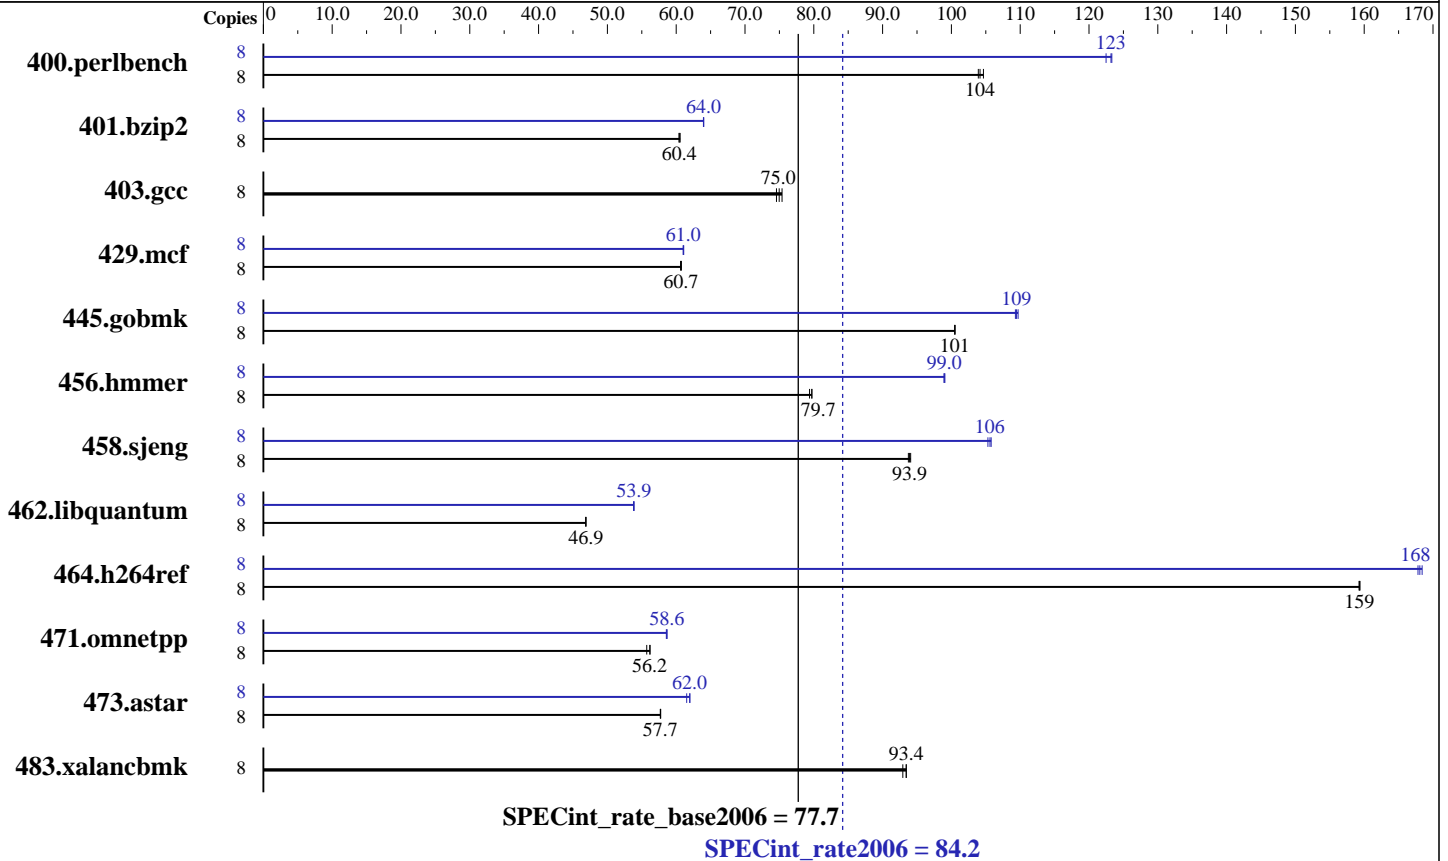 Copies 0 10.0 20.0 30.0 40.0 50.0 60.0 70.0 80.0 90.0 100 110 120 130 140 150 160 170
400.perlbench 8 123
8 104
401.bzip2 8 64.0
8 60.4
403.gcc 8 75.0
429.mcf 8 61.0
8 60.7
445.gobmk 8 109
8 101
456.hmmer 8 99.0
8 79.7
458.sjeng 8 106
8 93.9
462.libquantum 8 53.9
8 46.9
464.h264ref 8 168
8 159
471.omnetpp 8 58.6
8 56.2
473.astar 8 62.0
8 57.7
483.xalancbmk 8 93.4
SPECint_rate_base2006 = 77.7
SPECint_rate2006 = 84.2